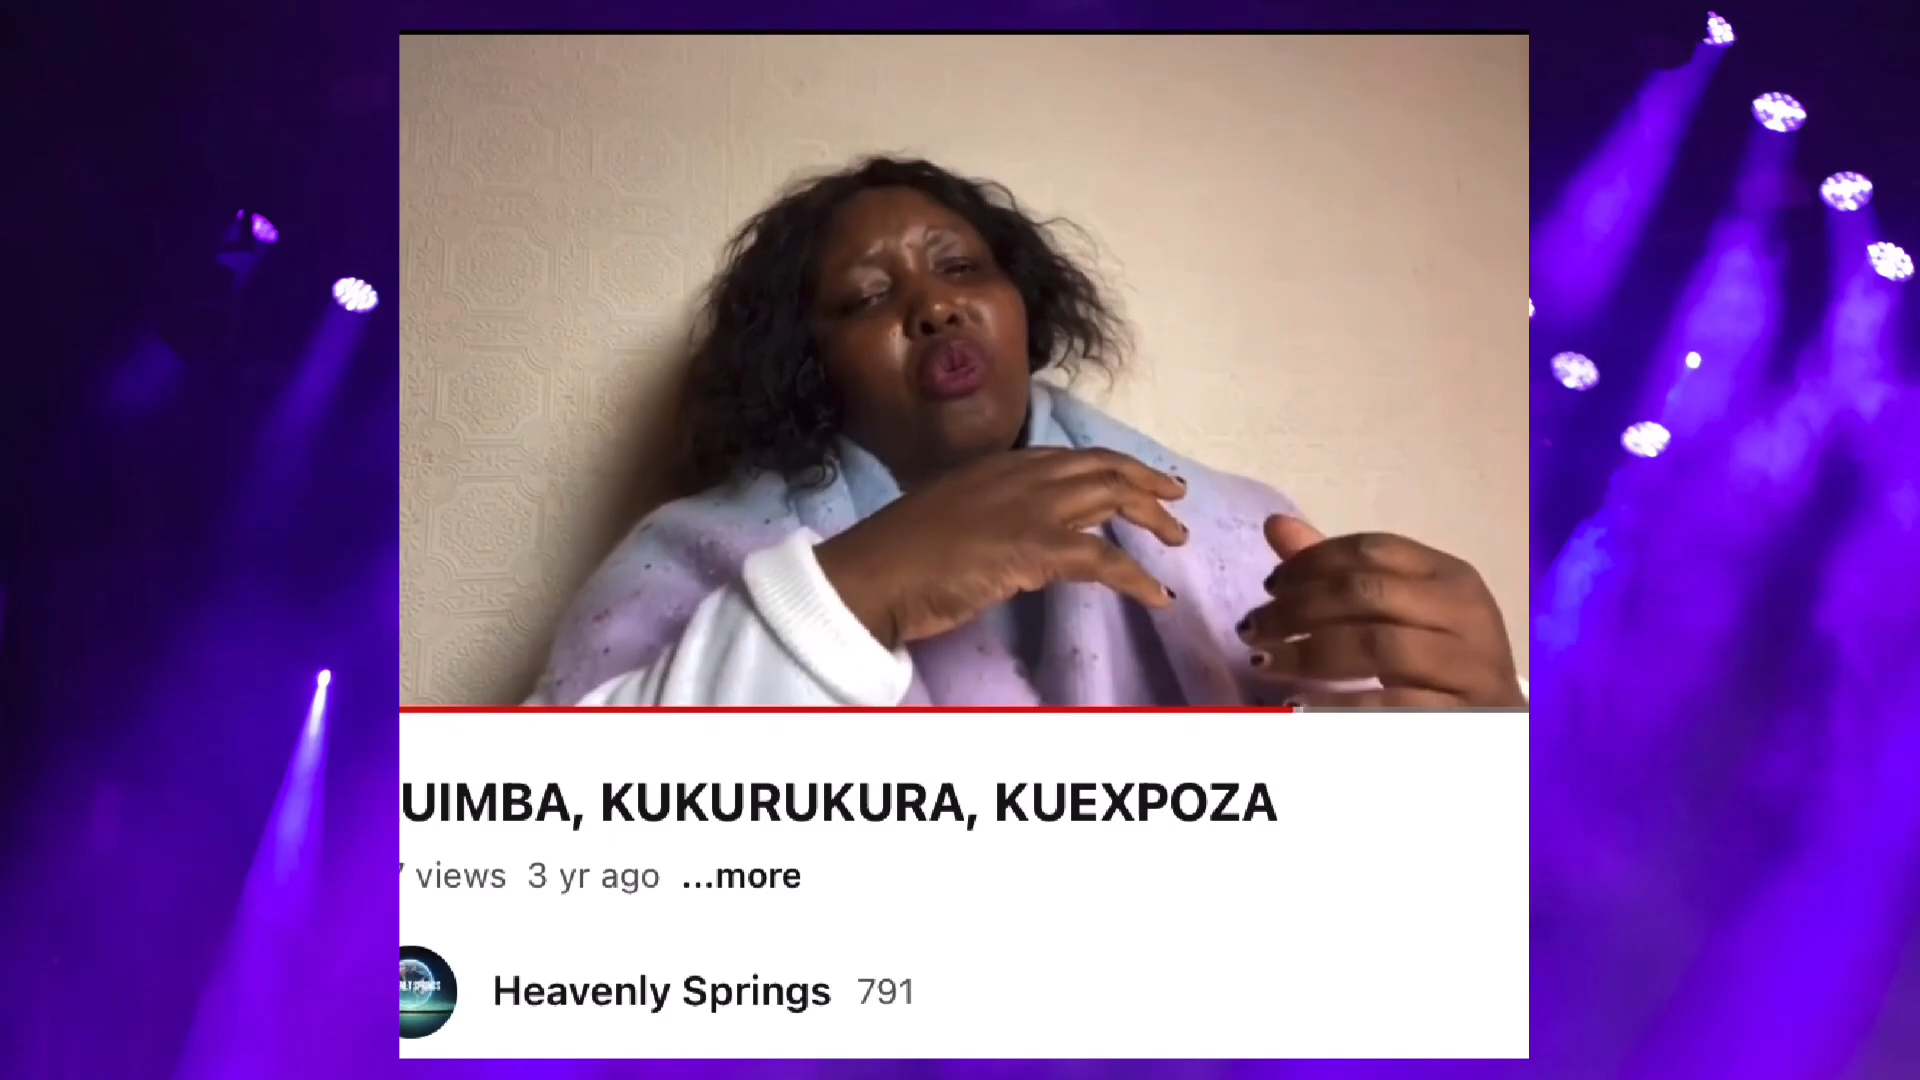 UIMBA, KUKURUKURA, KUEXPOZA
views 3 yr ago ...more
Heavenly Springs 791